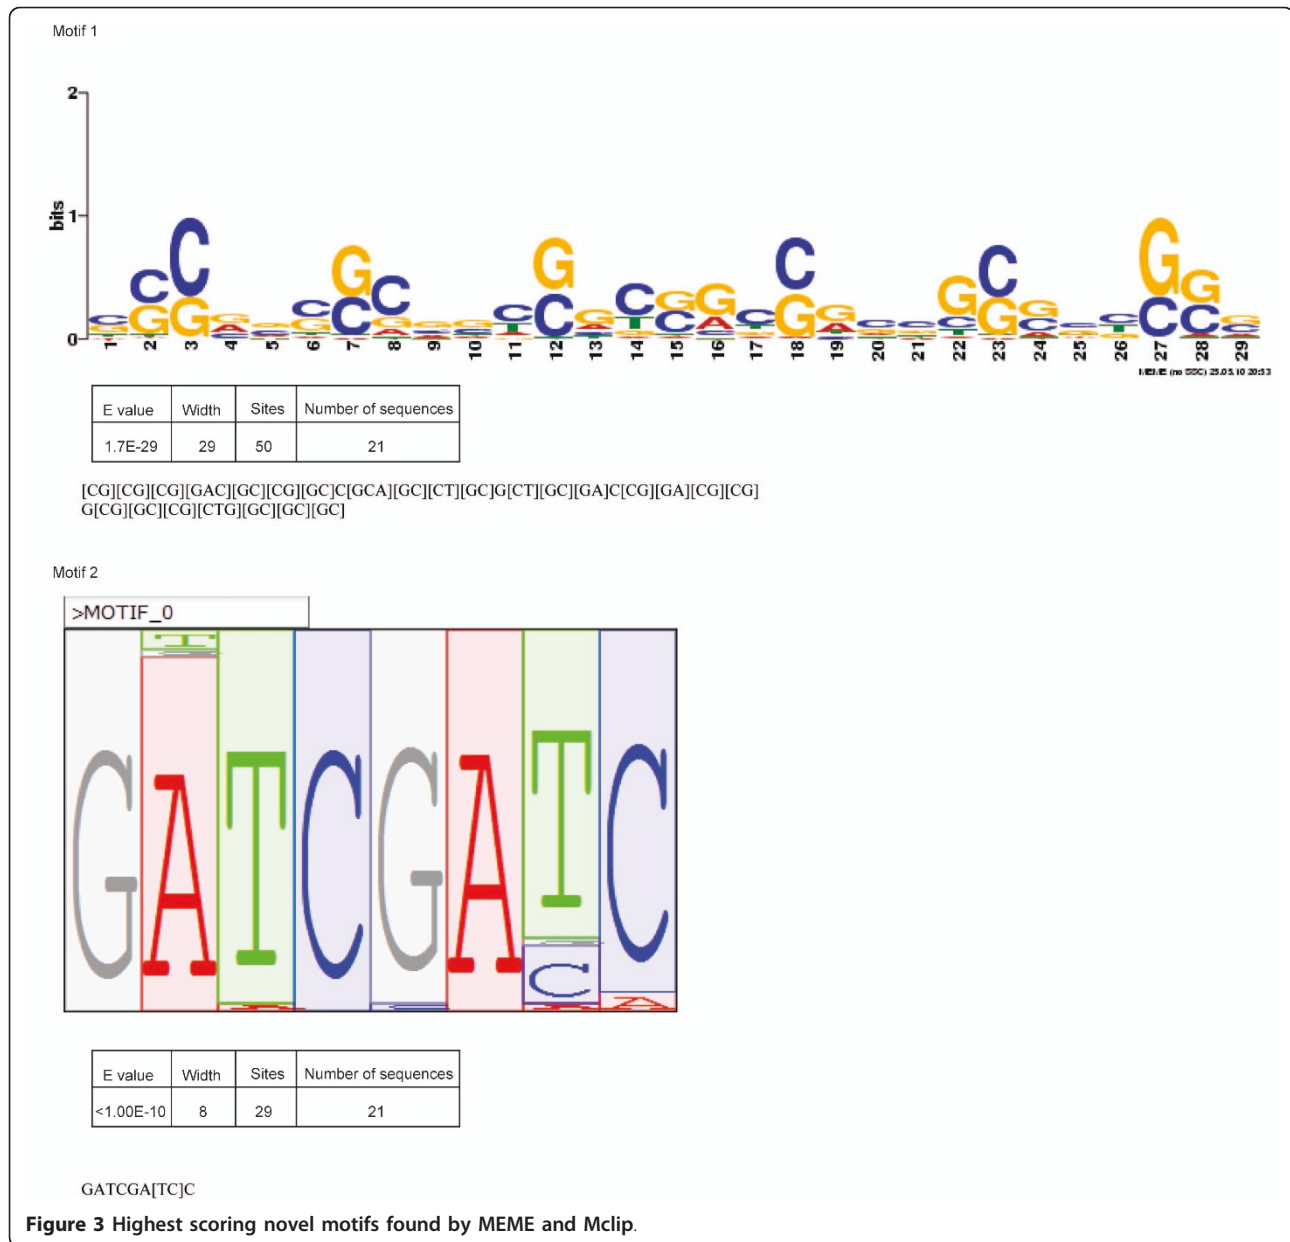 Motif 1
2
bits
1
0
1 2 3 4 5 6 7 8 9 10 11 12 13 14 15 16 17 18 19 20 21 22 23 24 25 26 27 28 29
MEME (no SSC)
E value Width Sites Number of sequences
1.7E-29 29 50 21
[CG][CG][CG][GAC][GC][CG][GC]C[GCA][GC][CT][GC]G[CT][GC][GA]C[CG][GA][CG][CG]
G[CG][GC][CG][CTG][GC][GC][GC]
Motif 2
>MOTIF_0
GATCGATC
E value Width Sites Number of sequences
<1.00E-10 8 29 21
GATCGA[TC]C
Figure 3 Highest scoring novel motifs found by MEME and Mclip.